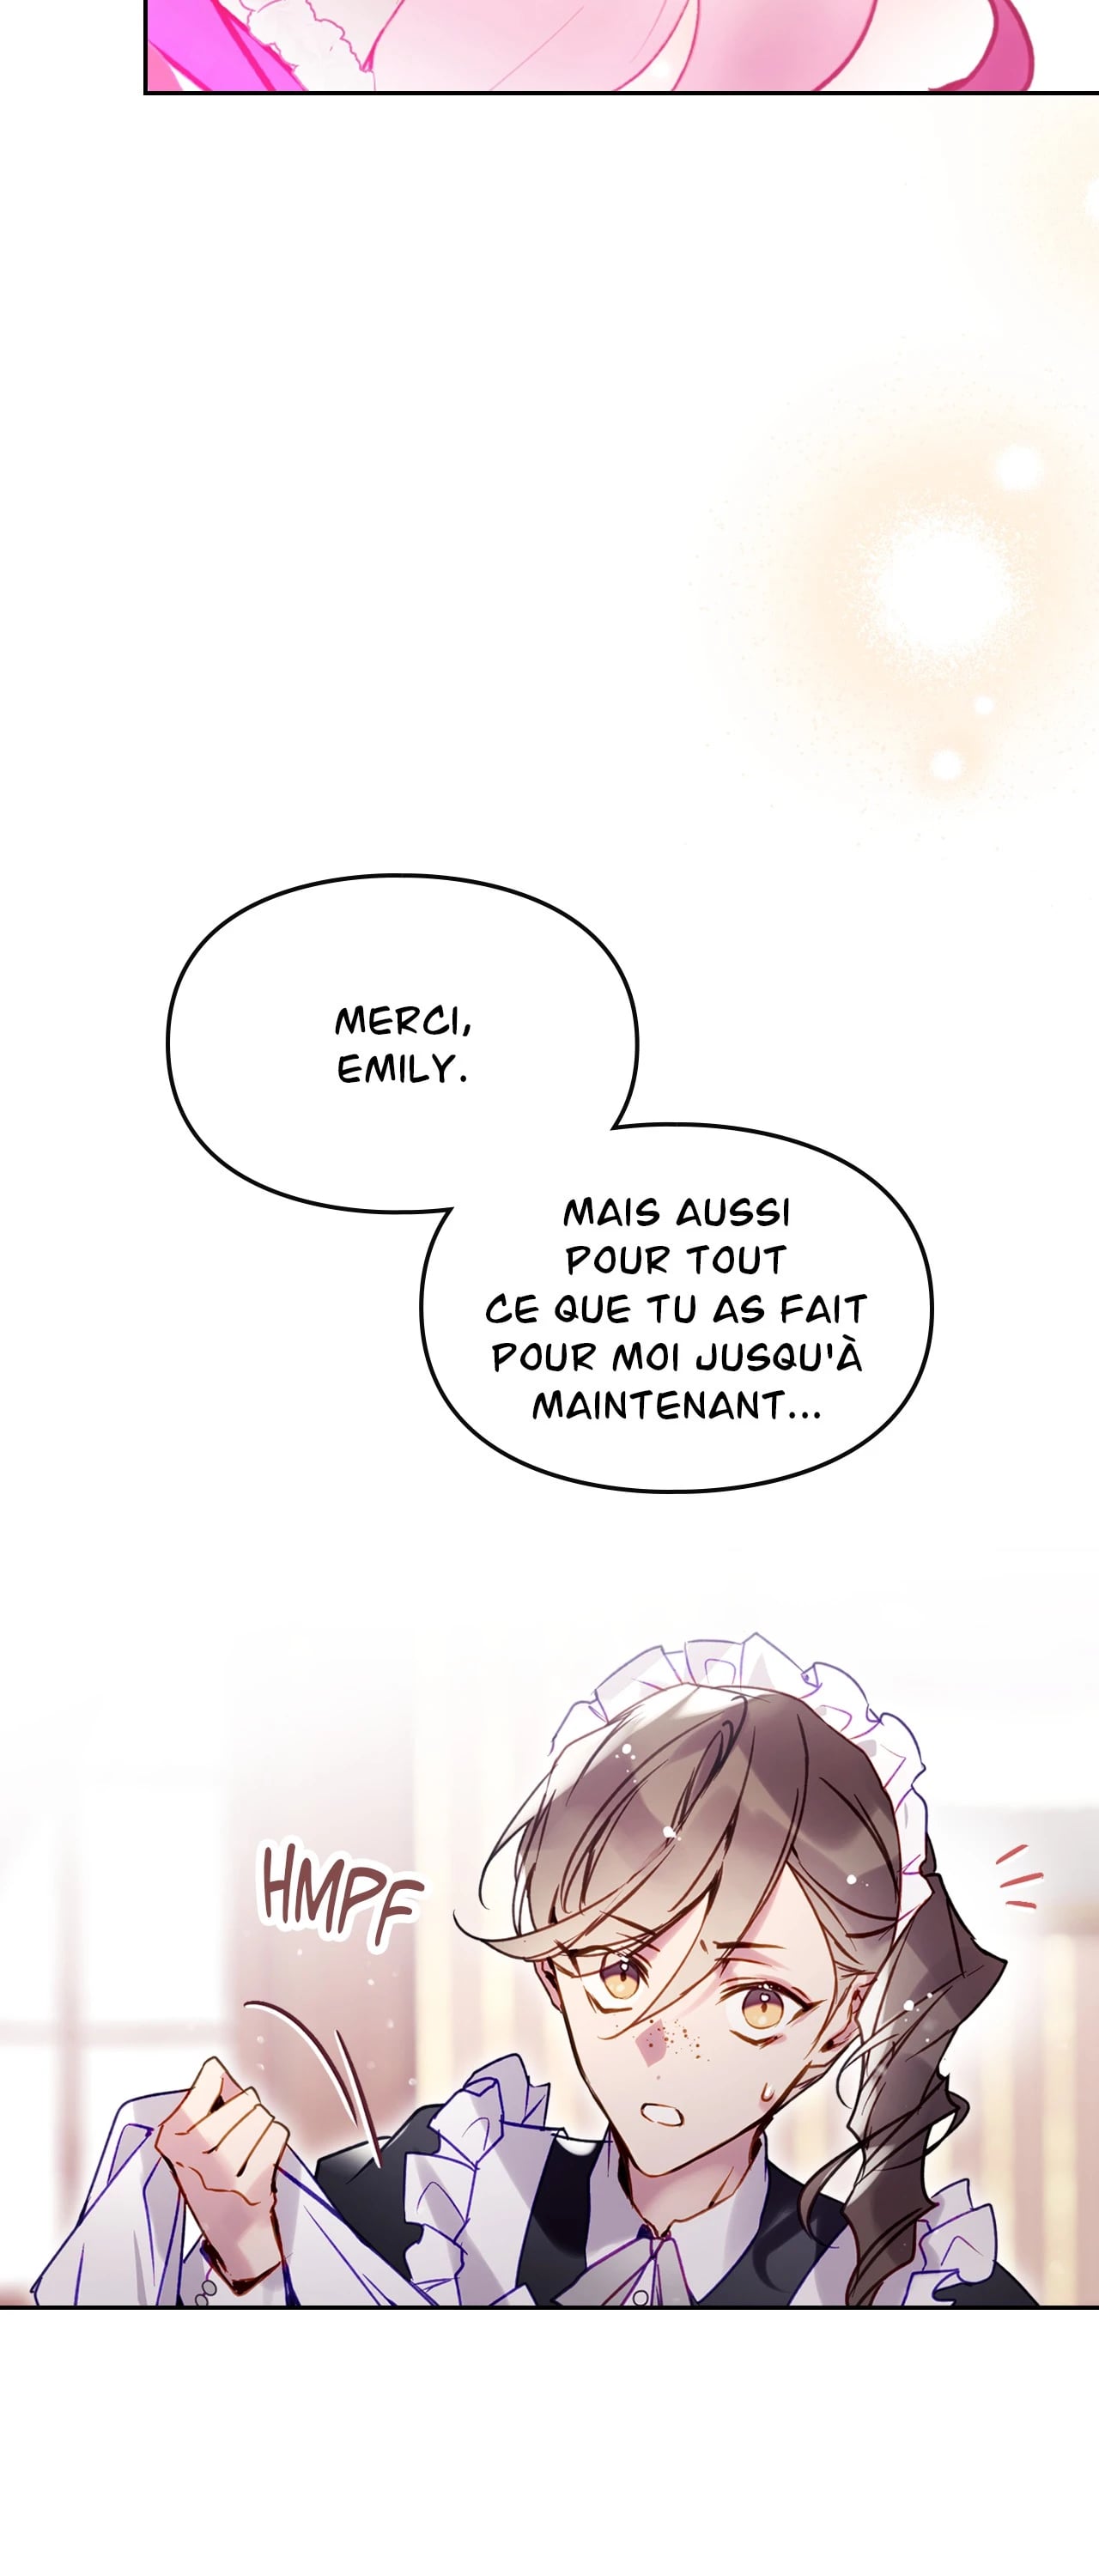 MERCI,
EMILY.
MAIS AUSSI
POUR TOUT
CE QUE TU AS FAIT
POUR MOI JUSQU'À
MAINTENANT...
HMPF